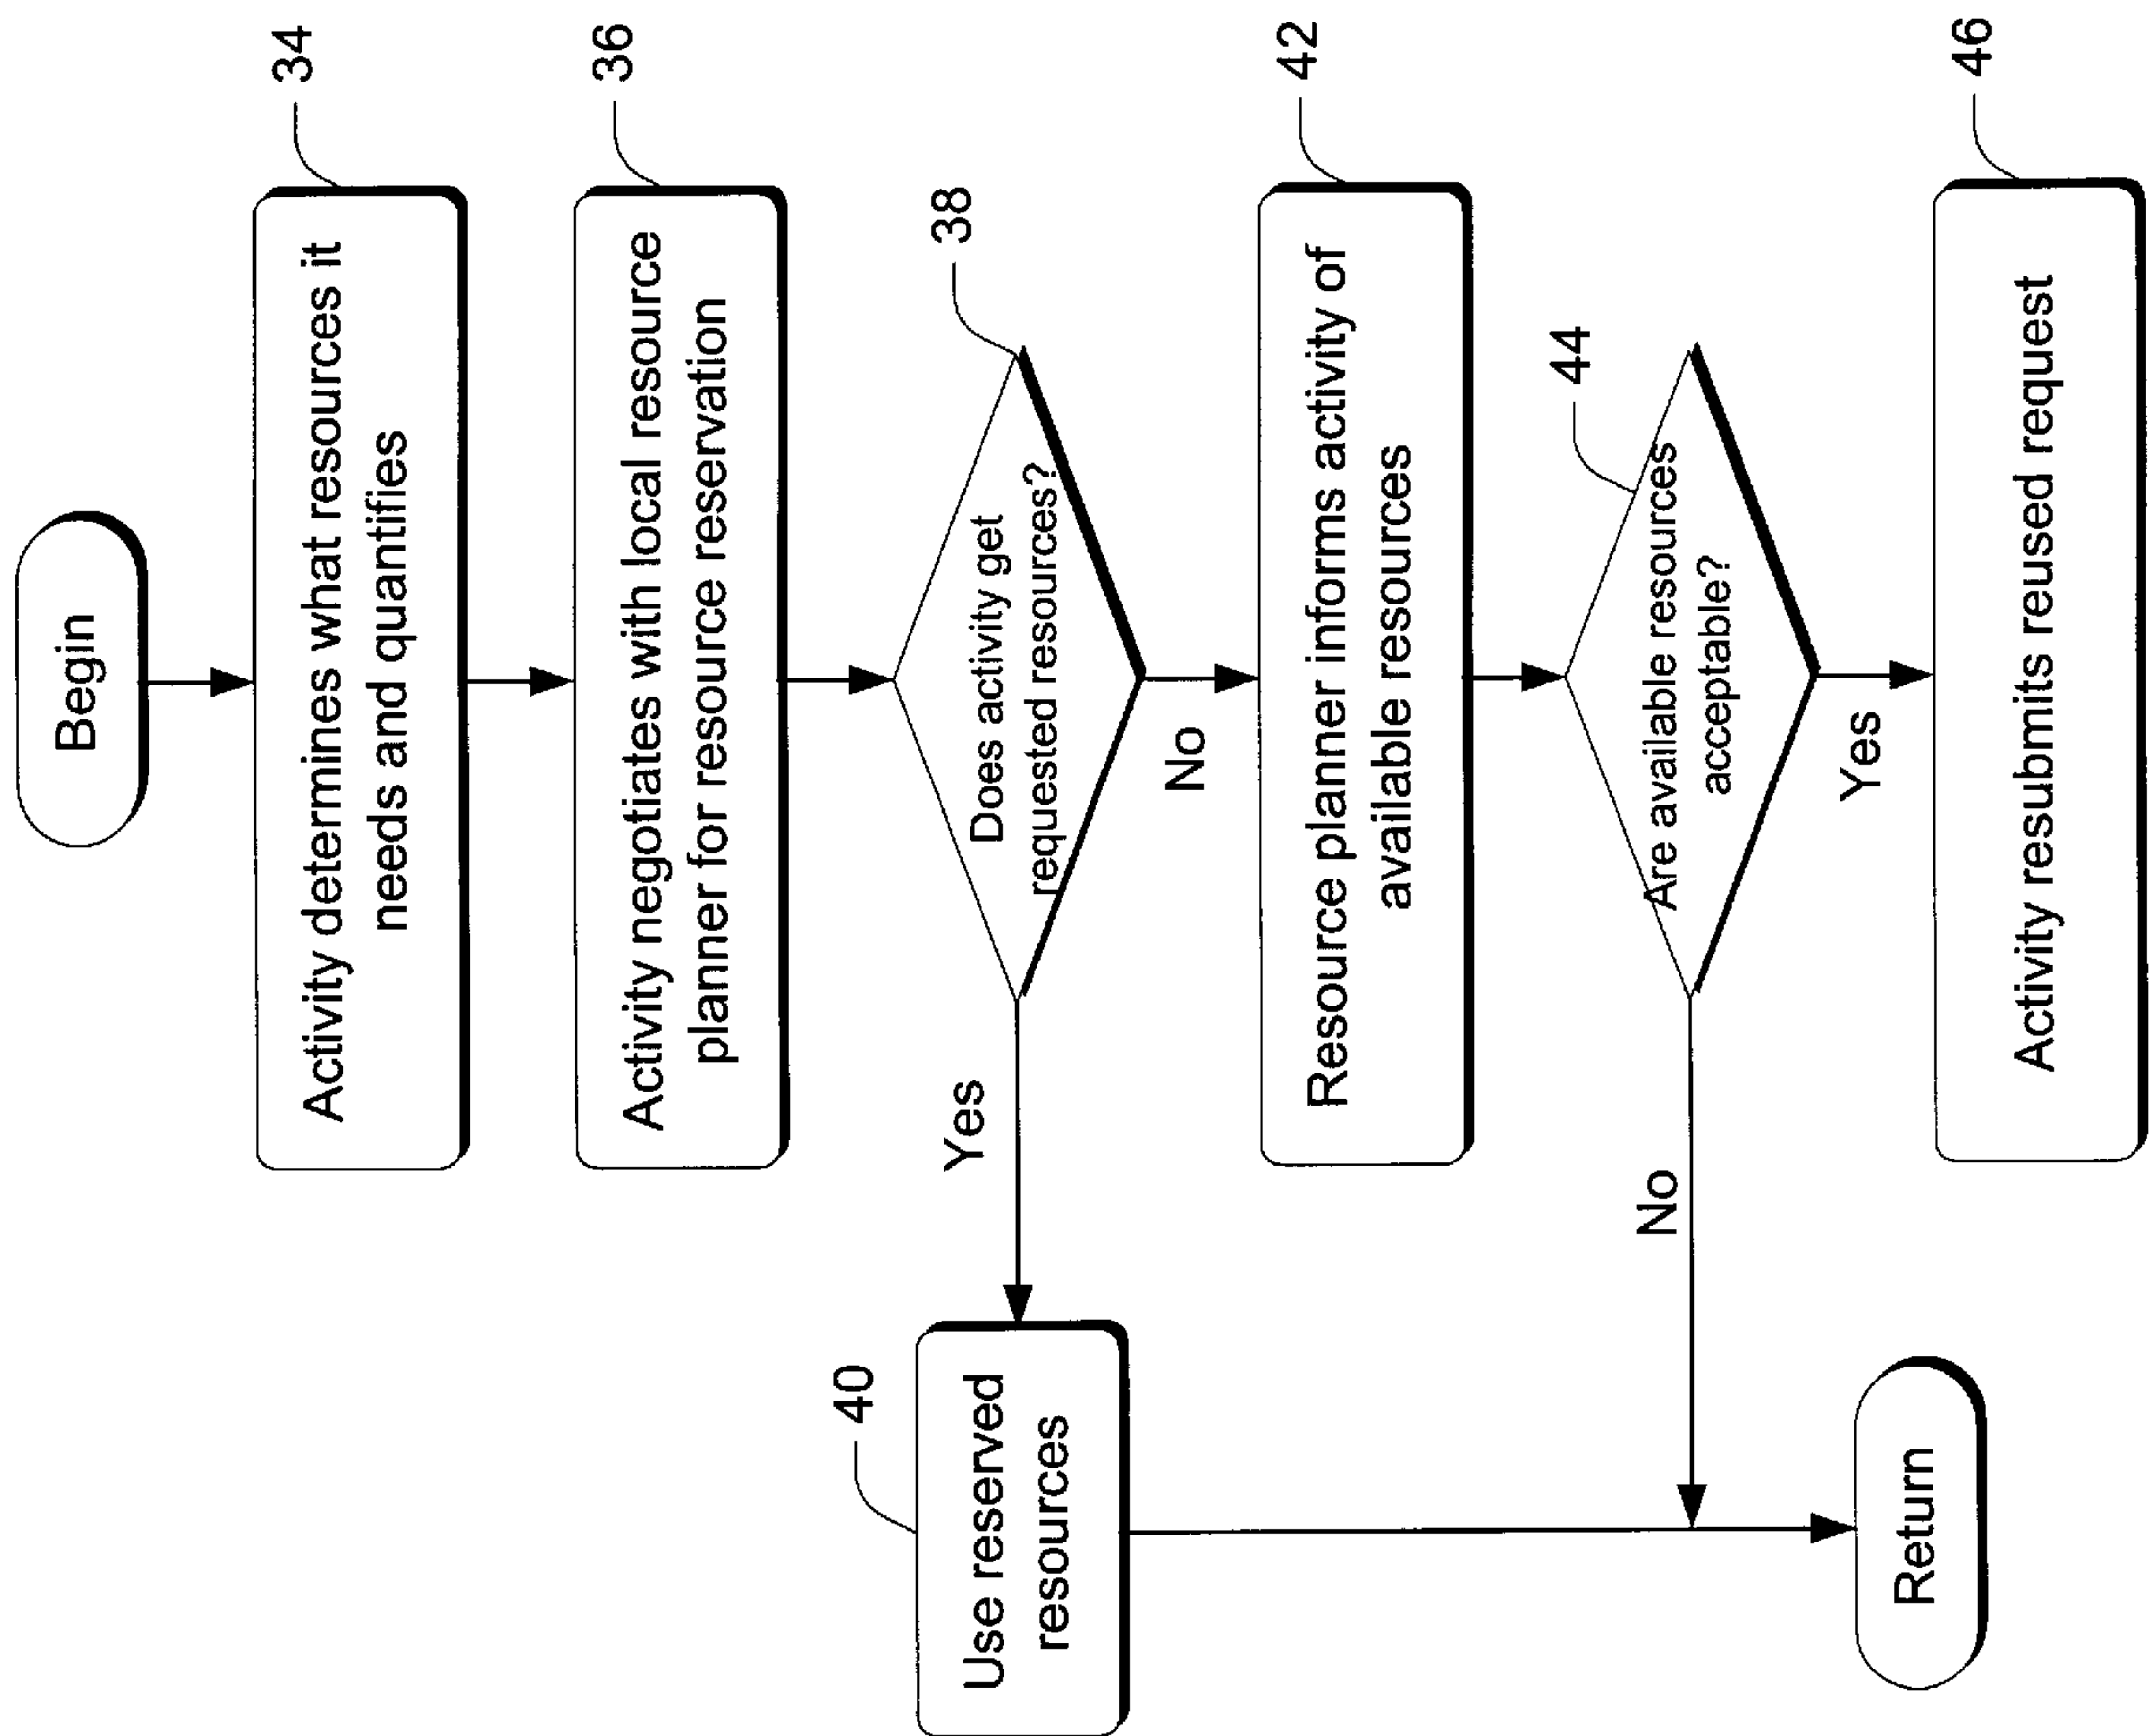 Begin
34
Activity determines what resources it
needs and quantifies
36
Activity negotiates with local resource
planner for resource reservation
38
Does activity get
requested resources?
Yes
No
40
Use reserved
resources
42
Resource planner informs activity of
available resources
44
Are available resources
acceptable?
No
Yes
46
Activity resubmits reused request
Return